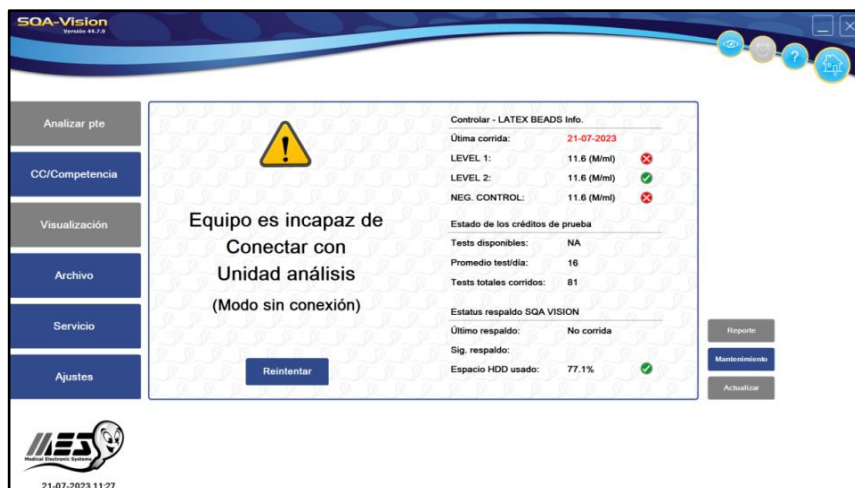 SQA-Vision
Versión 44.7.0
Analizar pte
CC/Competencia
Visualización
Archivo
Servicio
Ajustes
Equipo es incapaz de
Conectar con
Unidad análisis
(Modo sin conexión)
Reintentar
Controlar - LATEX BEADS Info.
Útima corrida: 21-07-2023
LEVEL 1: 11.6 (M/ml)
LEVEL 2: 11.6 (M/ml)
NEG. CONTROL: 11.6 (M/ml)
Estado de los créditos de prueba
Tests disponibles: NA
Promedio test/día: 16
Tests totales corridos: 81
Estatus respaldo SQA VISION
Último respaldo: No corrida
Sig. respaldo:
Espacio HDD usado: 77.1%
Reporte
Mantenimiento
Actualizar
MES
Medical Electronic Systems
21-07-2023 11:27